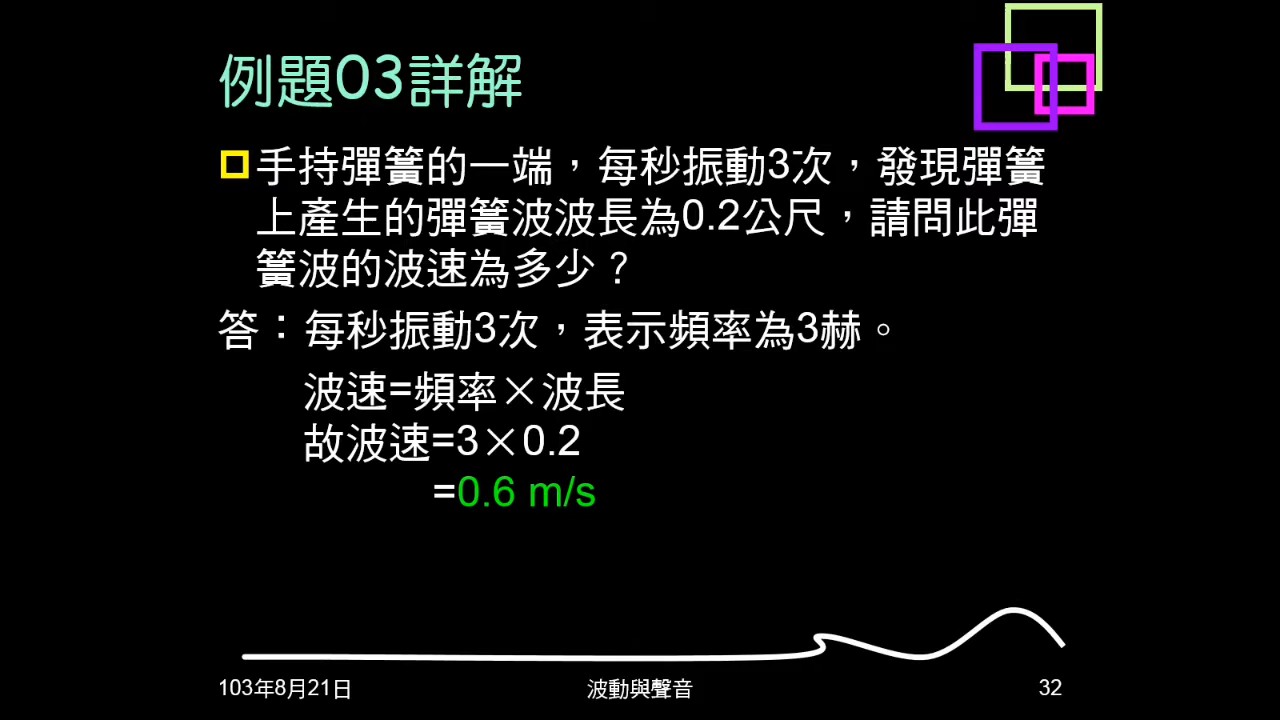 例題03詳解
手持彈簧的一端，每秒振動3次，發現彈簧
上產生的彈簧波波長為0.2公尺，請問此彈
簧波的波速為多少？
答：每秒振動3次，表示頻率為3赫。
波速=頻率×波長
故波速=3×0.2
=0.6 m/s
103年8月21日
波動與聲音
32